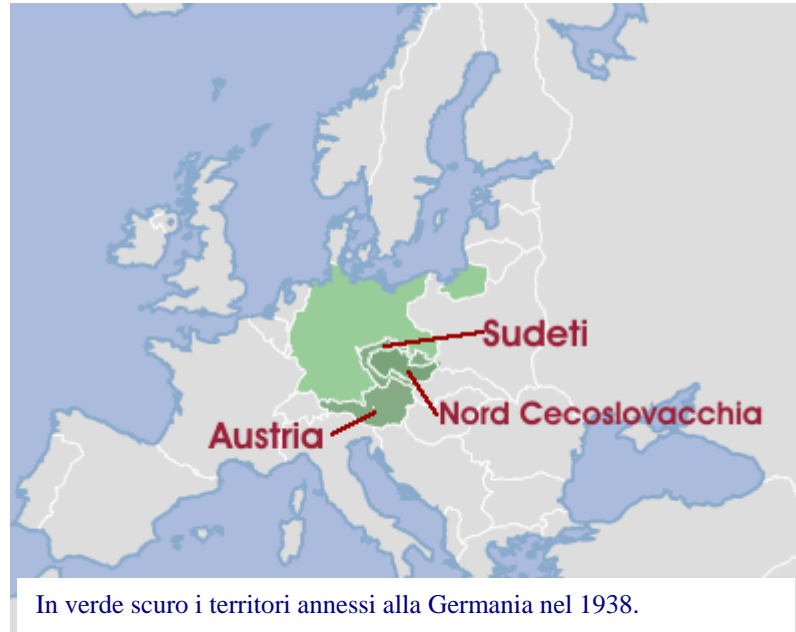 Sudeti
Nord Cecoslovacchia
Austria
In verde scuro i territori annessi alla Germania nel 1938.